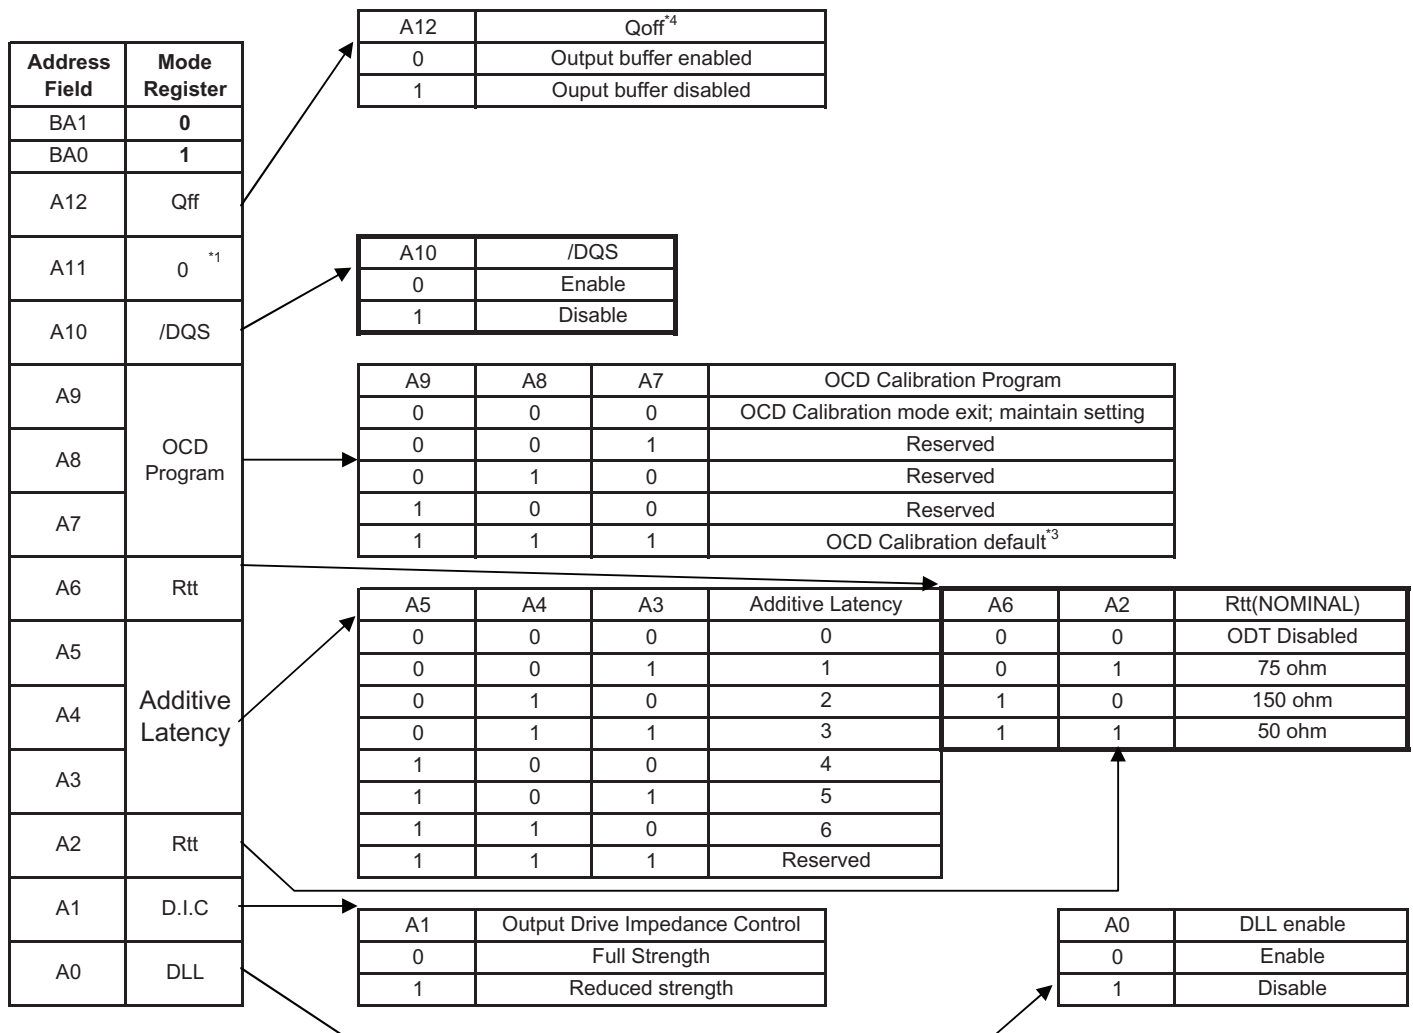 Address Field Mode Register
BA1 0
BA0 1
A12 Qff
A11 0 *1
A10 /DQS
A9
A8 OCD Program
A7
A6 Rtt
A5
A4 Additive Latency
A3
A2 Rtt
A1 D.I.C
A0 DLL
A12 Qoff*4
0 Output buffer enabled
1 Ouput buffer disabled
A10 /DQS
0 Enable
1 Disable
A9 A8 A7 OCD Calibration Program
0 0 0 OCD Calibration mode exit; maintain setting
0 0 1 Reserved
0 1 0 Reserved
1 0 0 Reserved
1 1 1 OCD Calibration default*3
A5 A4 A3 Additive Latency
0 0 0 0
0 0 1 1
0 1 0 2
0 1 1 3
1 0 0 4
1 0 1 5
1 1 0 6
1 1 1 Reserved
A6 A2 Rtt(NOMINAL)
0 0 ODT Disabled
0 1 75 ohm
1 0 150 ohm
1 1 50 ohm
A1 Output Drive Impedance Control
0 Full Strength
1 Reduced strength
A0 DLL enable
0 Enable
1 Disable